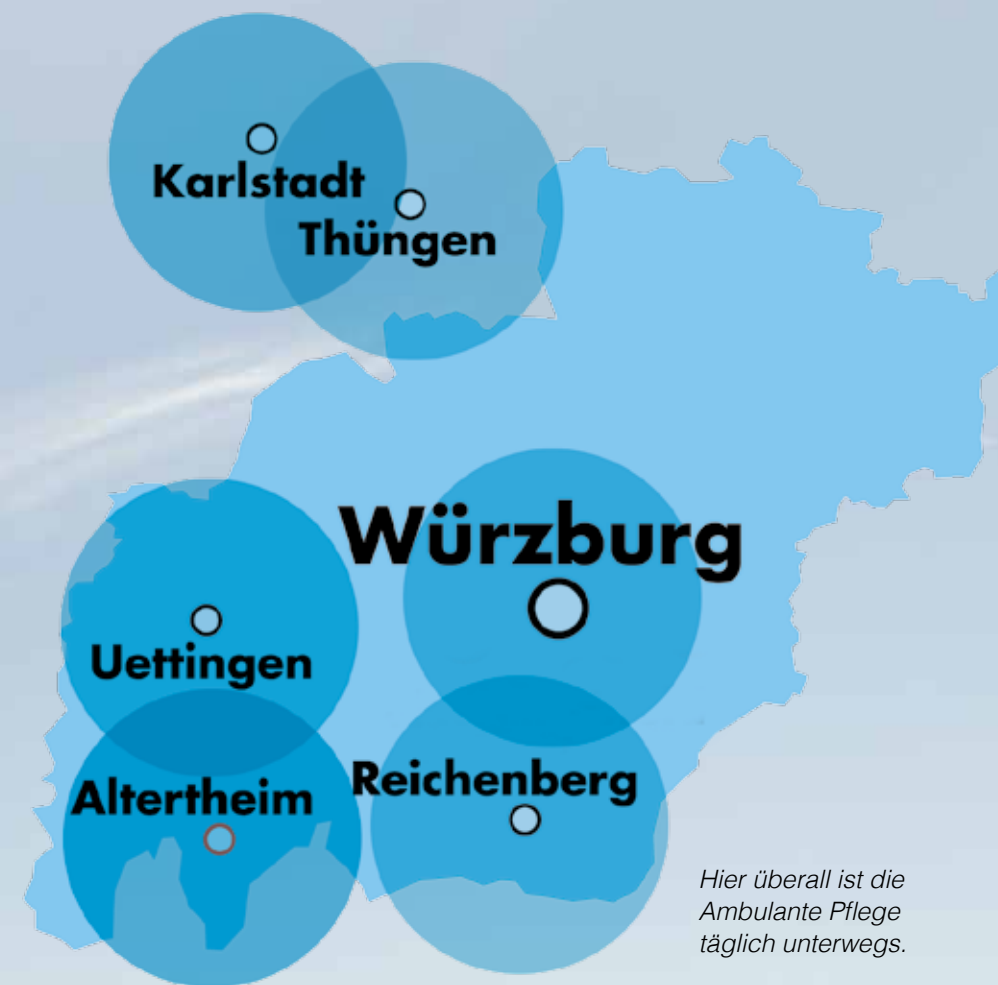 Karlstadt
Thüngen
Würzburg
Uettingen
Altertheim
Reichenberg
Hier überall ist die
Ambulante Pflege
täglich unterwegs.